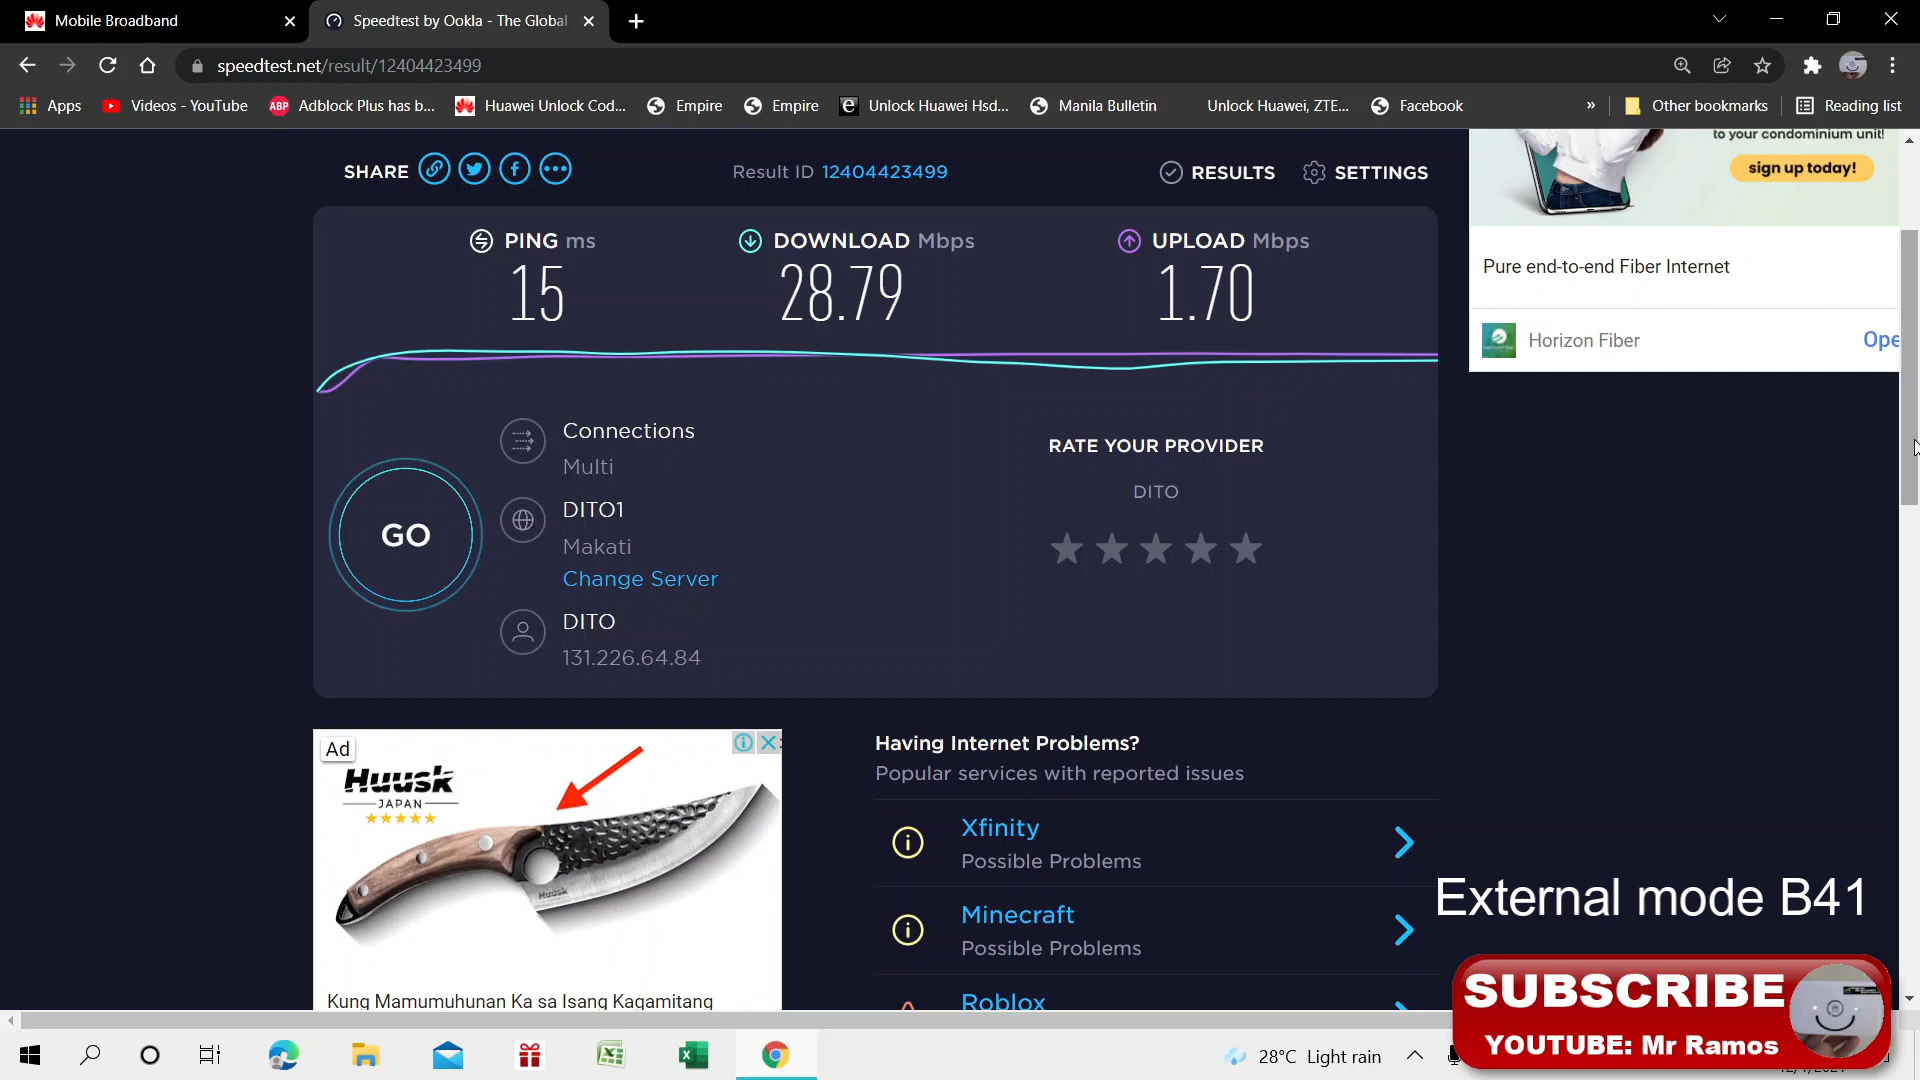 Mobile Broadband
Speedtest by Ookla - The Global
speedtest.net/result/12404423499
Apps
Videos - YouTube
ABP Adblock Plus has b...
Huawei Unlock Cod...
Empire
Empire
Unlock Huawei Hsd...
Manila Bulletin
Unlock Huawei, ZTE...
Facebook
»
Other bookmarks
Reading list
SHARE
Result ID 12404423499
RESULTS
SETTINGS
to your condominium unit!
sign up today!
PING ms
15
DOWNLOAD Mbps
28.79
UPLOAD Mbps
1.70
Pure end-to-end Fiber Internet
Horizon Fiber
Ope
GO
Connections
Multi
DITO1
Makati
Change Server
DITO
131.226.64.84
RATE YOUR PROVIDER
DITO
Ad
Huusk
JAPAN
Huusk
Kung Mamumuhunan Ka sa Isang Kagamitang
Having Internet Problems?
Popular services with reported issues
Xfinity
Possible Problems
Minecraft
Possible Problems
Roblox
External mode B41
SUBSCRIBE
YOUTUBE: Mr Ramos
28°C Light rain